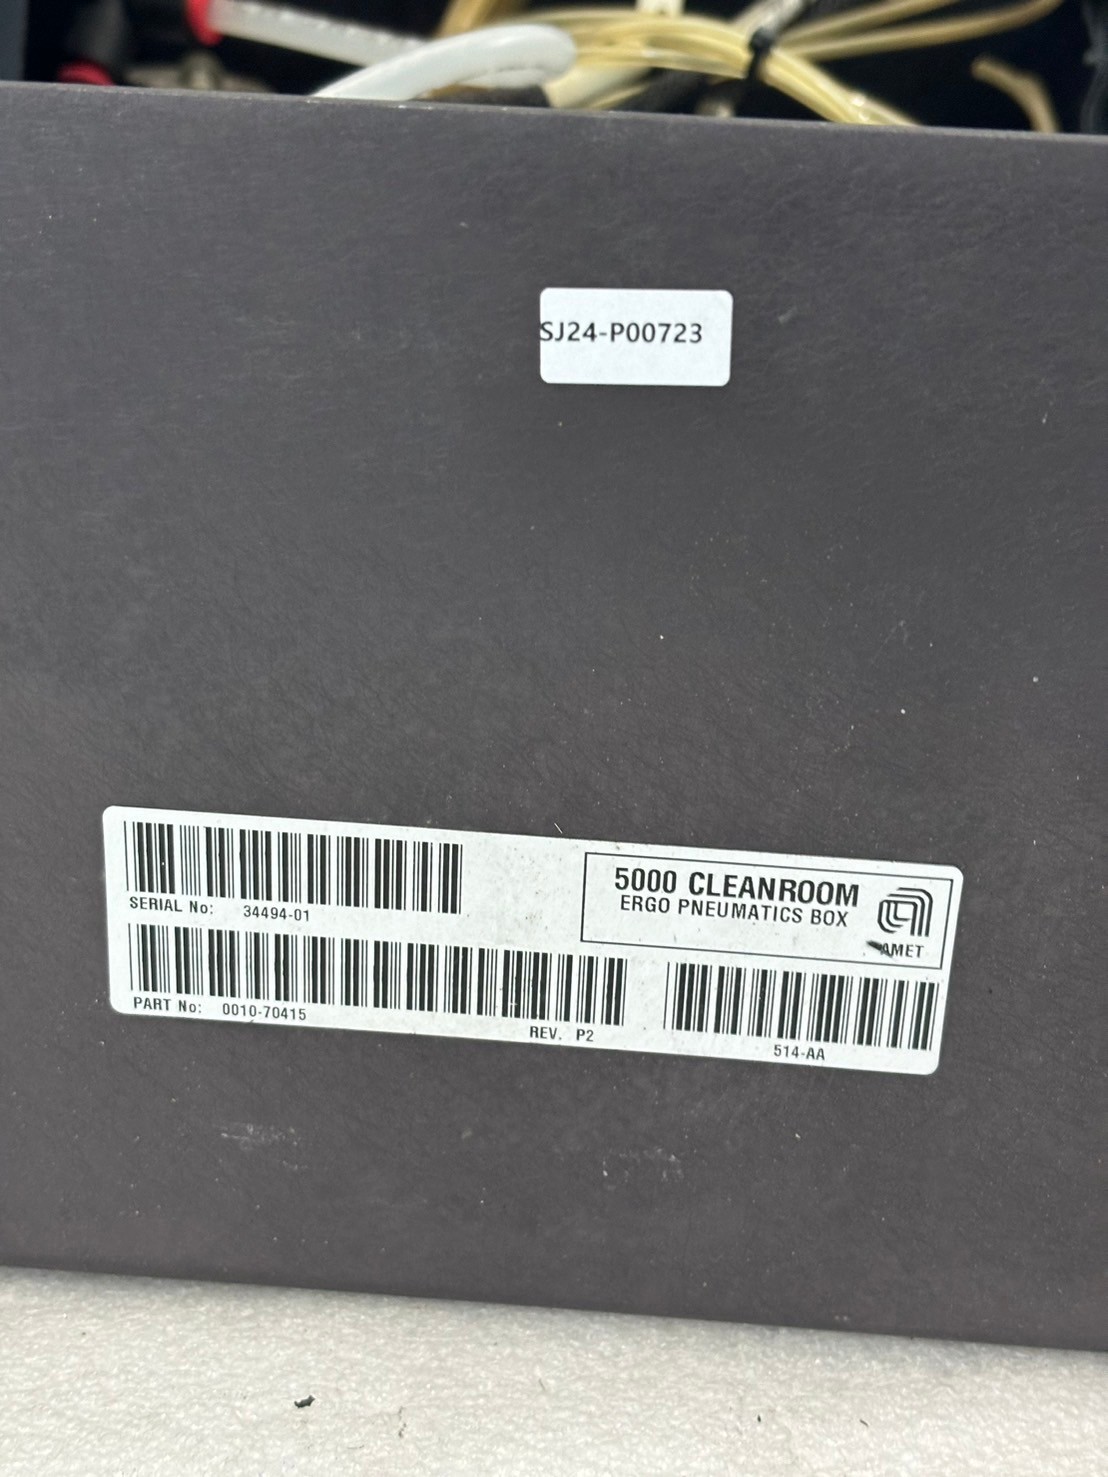 SJ24-P00723
5000 CLEANROOM
ERGO PNEUMATICS BOX
AMET
SERIAL No: 34494-01
PART No: 0010-70415
REV. P2
514-AA